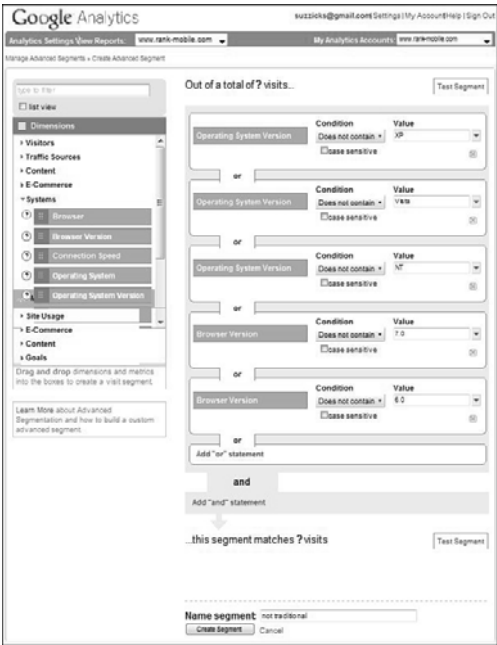 Google Analytics
suzzicks@gmail.com Settings | My Account Help | Sign Out
Analytics Settings View Reports: www.rank-mobile.com
My Analytics Accounts: www.rank-mobile.com
Manage Advanced Segments » Create Advanced Segment
type to filter
list view
Dimensions
Visitors
Traffic Sources
Content
E-Commerce
Systems
Browser
Browser Version
Connection Speed
Operating System
Operating System Version
Site Usage
E-Commerce
Content
Goals
Drag and drop dimensions and metrics
into the boxes to create a visit segment.
Learn More about Advanced
Segmentation and how to build a custom
advanced segment.
Out of a total of ? visits...
Test Segment
Condition Value
Operating System Version Does not contain XP
case sensitive
or
Condition Value
Operating System Version Does not contain Vista
case sensitive
or
Condition Value
Operating System Version Does not contain NT
case sensitive
or
Condition Value
Browser Version Does not contain 7.0
case sensitive
or
Condition Value
Browser Version Does not contain 6.0
case sensitive
or
Add "or" statement
and
Add "and" statement
...this segment matches ? visits
Test Segment
Name segment: not traditional
Create Segment Cancel